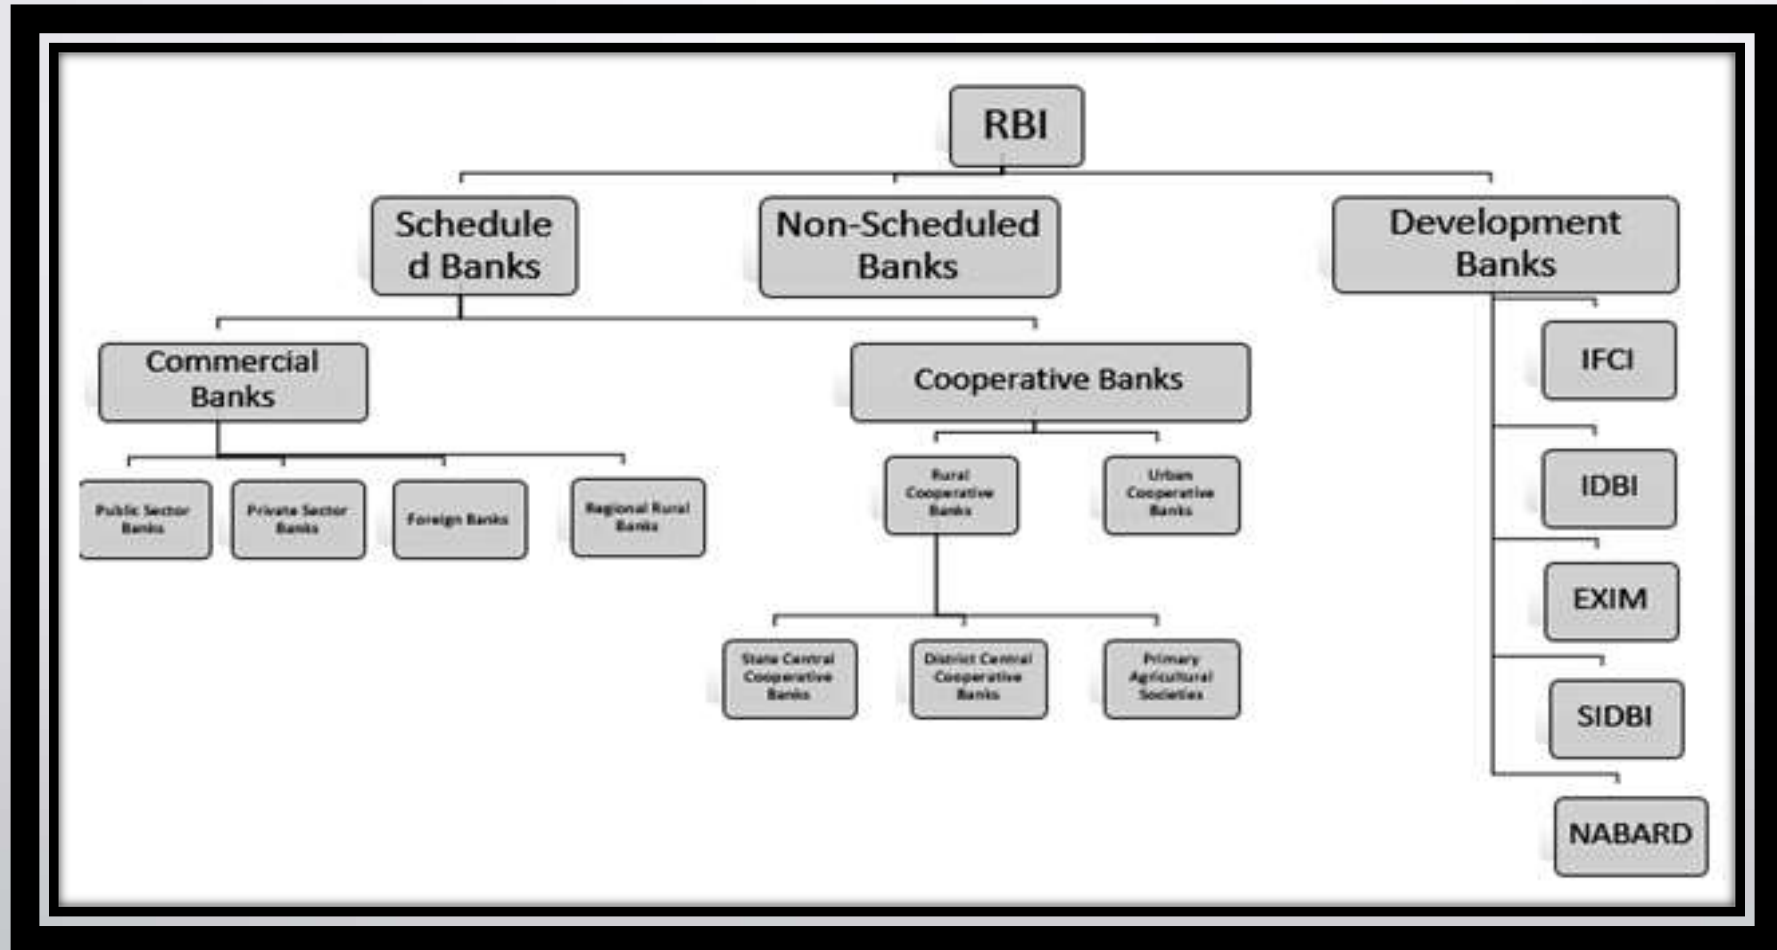 RBI
Schedule
d Banks
Non-Scheduled
Banks
Development
Banks
Commercial
Banks
Cooperative Banks
IFCI
Public Sector
Banks
Private Sector
Banks
Foreign Banks
Regional Rural
Banks
Rural
Cooperative
Banks
Urban
Cooperative
Banks
IDBI
EXIM
State Central
Cooperative
Banks
District Central
Cooperative
Banks
Primary
Agricultural
Societies
SIDBI
NABARD